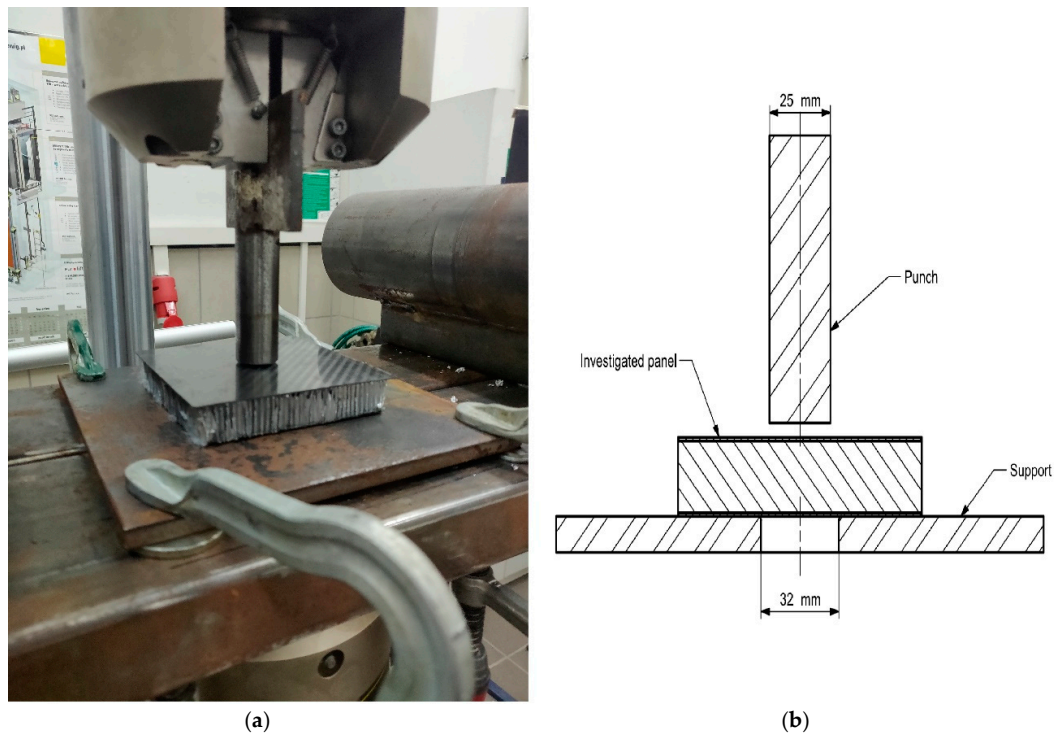 25 mm
Punch
Investigated panel
Support
32 mm
(a)
(b)